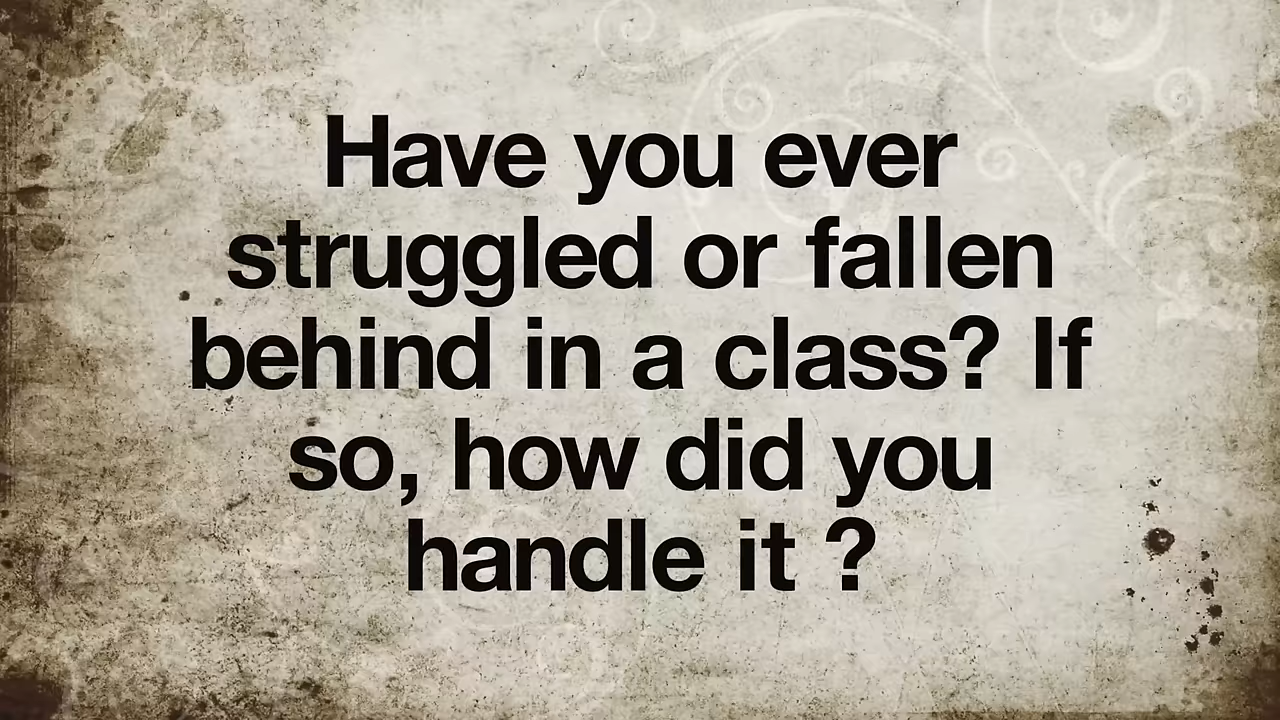 Have you ever
struggled or fallen
behind in a class? If
so, how did you
handle it ?